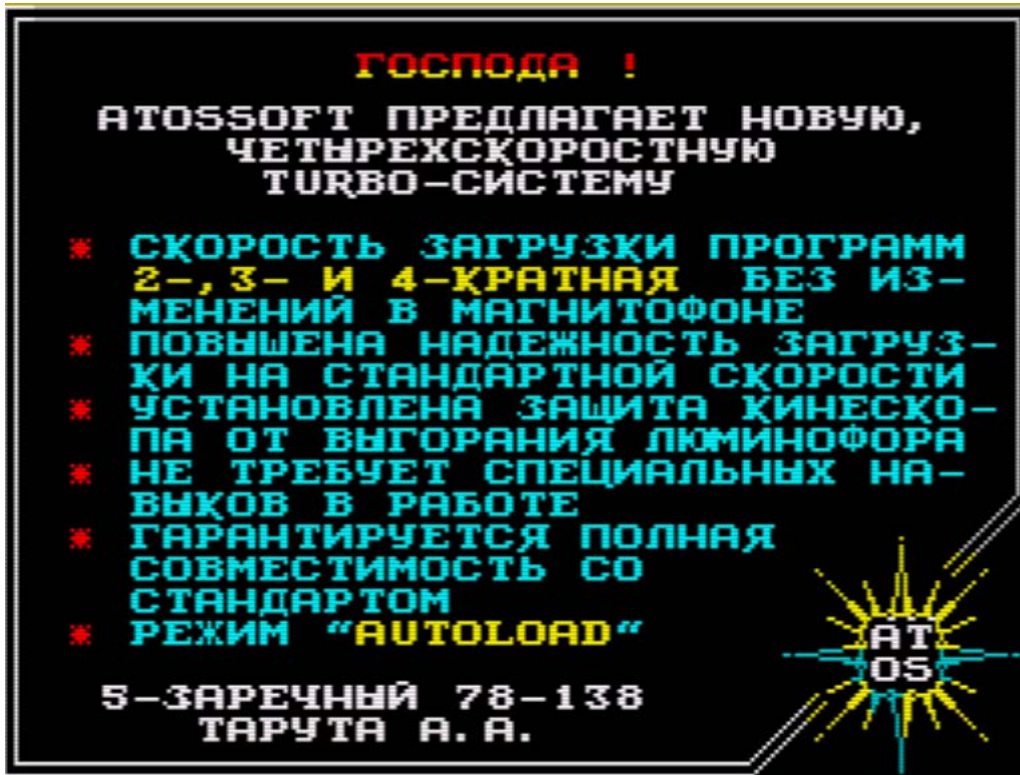 ГОСПОДА !
ATOSSOFT ПРЕДЛАГАЕТ НОВУЮ,
ЧЕТЫРЕХСКОРОСТНУЮ
TURBO-СИСТЕМУ
* СКОРОСТЬ ЗАГРУЗКИ ПРОГРАММ
2-,3- И 4-КРАТНАЯ БЕЗ ИЗ-
МЕНЕНИЙ В МАГНИТОФОНЕ
* ПОВЫШЕНА НАДЕЖНОСТЬ ЗАГРУЗ-
КИ НА СТАНДАРТНОЙ СКОРОСТИ
* УСТАНОВЛЕНА ЗАЩИТА КИНЕСКО-
ПА ОТ ВЫГОРАНИЯ ЛЮМИНОФОРА
* НЕ ТРЕБУЕТ СПЕЦИАЛЬНЫХ НА-
ВЫКОВ В РАБОТЕ
* ГАРАНТИРУЕТСЯ ПОЛНАЯ
СОВМЕСТИМОСТЬ СО
СТАНДАРТОМ
* РЕЖИМ "AUTOLOAD"
AT
OS
5-ЗАРЕЧНЫЙ 78-138
ТАРУТА А.А.